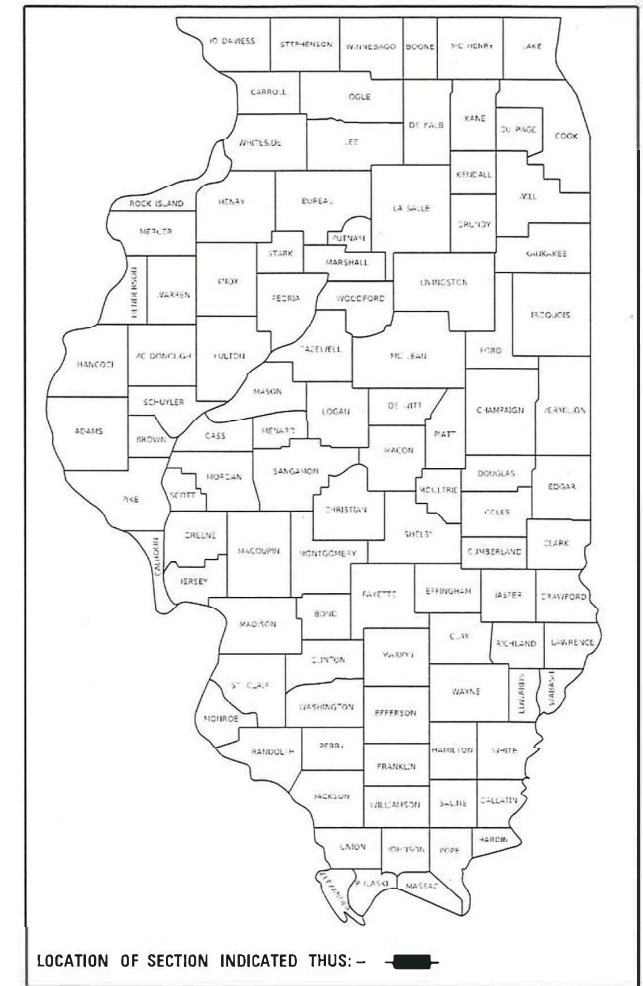 JO DAVIESS STEPHENSON WINNEBAGO BOONE MC HENRY LAKE
CARROLL OGLE
DE KALB KANE DU PAGE COOK
WHITESIDE LEE
KENDALL
ROCK ISLAND HENRY BUREAU LA SALLE GRUNDY WILL
MERCER PUTNAM
STARK MARSHALL KANKAKEE
HENDERSON WARREN KNOX PEORIA WOODFORD LIVINGSTON
IROQUOIS
HANCOCK MC DONOUGH FULTON TAZEWELL MC LEAN FORD
SCHUYLER MASON
LOGAN DE WITT CHAMPAIGN VERMILION
ADAMS BROWN CASS MENARD PIATT
MACON
PIKE SCOTT MORGAN SANGAMON MOULTRIE DOUGLAS EDGAR
CHRISTIAN COLES
CALHOUN GREENE MACOUPIN MONTGOMERY SHELBY CUMBERLAND CLARK
JERSEY FAYETTE EFFINGHAM JASPER CRAWFORD
MADISON BOND
CLINTON MARION CLAY RICHLAND LAWRENCE
ST. CLAIR WAYNE EDWARDS WABASH
MONROE WASHINGTON JEFFERSON
RANDOLPH PERRY HAMILTON WHITE
FRANKLIN
JACKSON WILLIAMSON SALINE GALLATIN
UNION JOHNSON POPE HARDIN
ALEXANDER PULASKI MASSAC
LOCATION OF SECTION INDICATED THUS: –